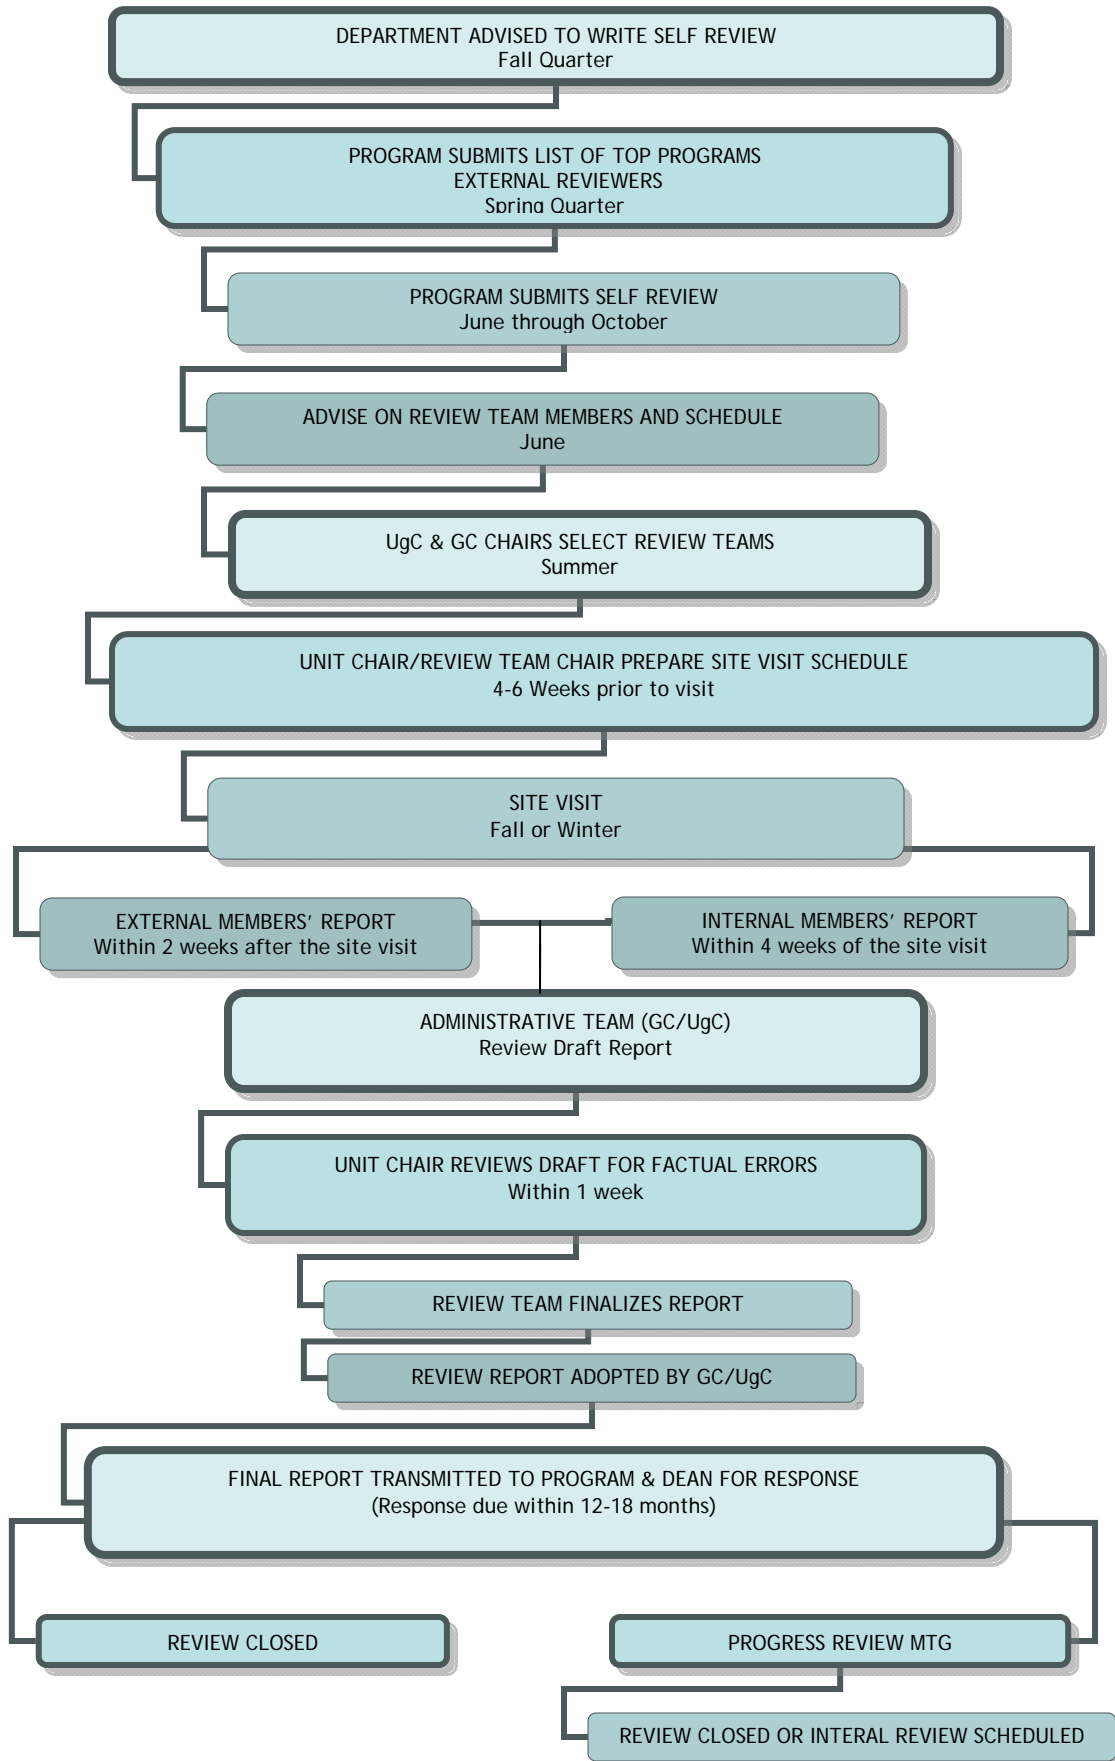 DEPARTMENT ADVISED TO WRITE SELF REVIEW
Fall Quarter
PROGRAM SUBMITS LIST OF TOP PROGRAMS
EXTERNAL REVIEWERS
Spring Quarter
PROGRAM SUBMITS SELF REVIEW
June through October
ADVISE ON REVIEW TEAM MEMBERS AND SCHEDULE
June
UgC & GC CHAIRS SELECT REVIEW TEAMS
Summer
UNIT CHAIR/REVIEW TEAM CHAIR PREPARE SITE VISIT SCHEDULE
4-6 Weeks prior to visit
SITE VISIT
Fall or Winter
EXTERNAL MEMBERS’ REPORT
Within 2 weeks after the site visit
INTERNAL MEMBERS’ REPORT
Within 4 weeks of the site visit
ADMINISTRATIVE TEAM (GC/UgC)
Review Draft Report
UNIT CHAIR REVIEWS DRAFT FOR FACTUAL ERRORS
Within 1 week
REVIEW TEAM FINALIZES REPORT
REVIEW REPORT ADOPTED BY GC/UgC
FINAL REPORT TRANSMITTED TO PROGRAM & DEAN FOR RESPONSE
(Response due within 12-18 months)
REVIEW CLOSED
PROGRESS REVIEW MTG
REVIEW CLOSED OR INTERAL REVIEW SCHEDULED